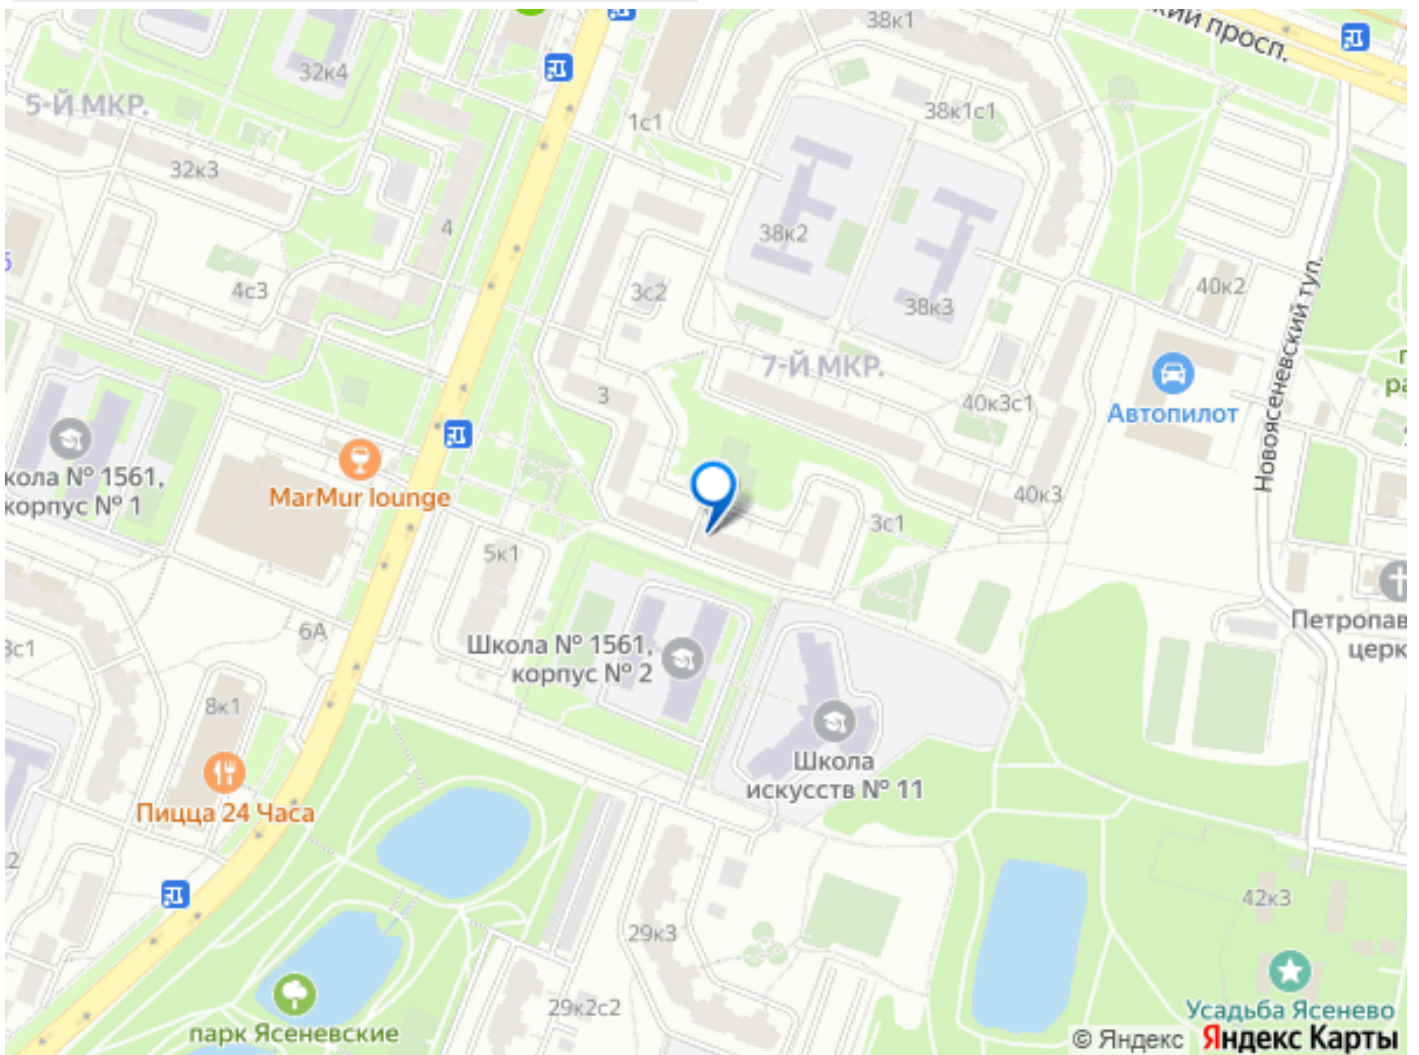 38к1
ский просп.
32к4
5-Й МКР.
1с1
38к1с1
32к3
4
38к2
4с3
3с2
38к3
40к2
Новоясеневский туп.
7-Й МКР.
3
40к3с1
Автопилот
кола № 1561,
корпус № 1
MarMur lounge
40к3
3с1
5к1
6А
Школа № 1561,
корпус № 2
Петропав
церк
3с1
8к1
Школа
искусств № 11
Пицца 24 Часа
2
42к3
29к3
29к2с2
парк Ясеневские
Усадьба Ясенево
© Яндекс Яндекс Карты